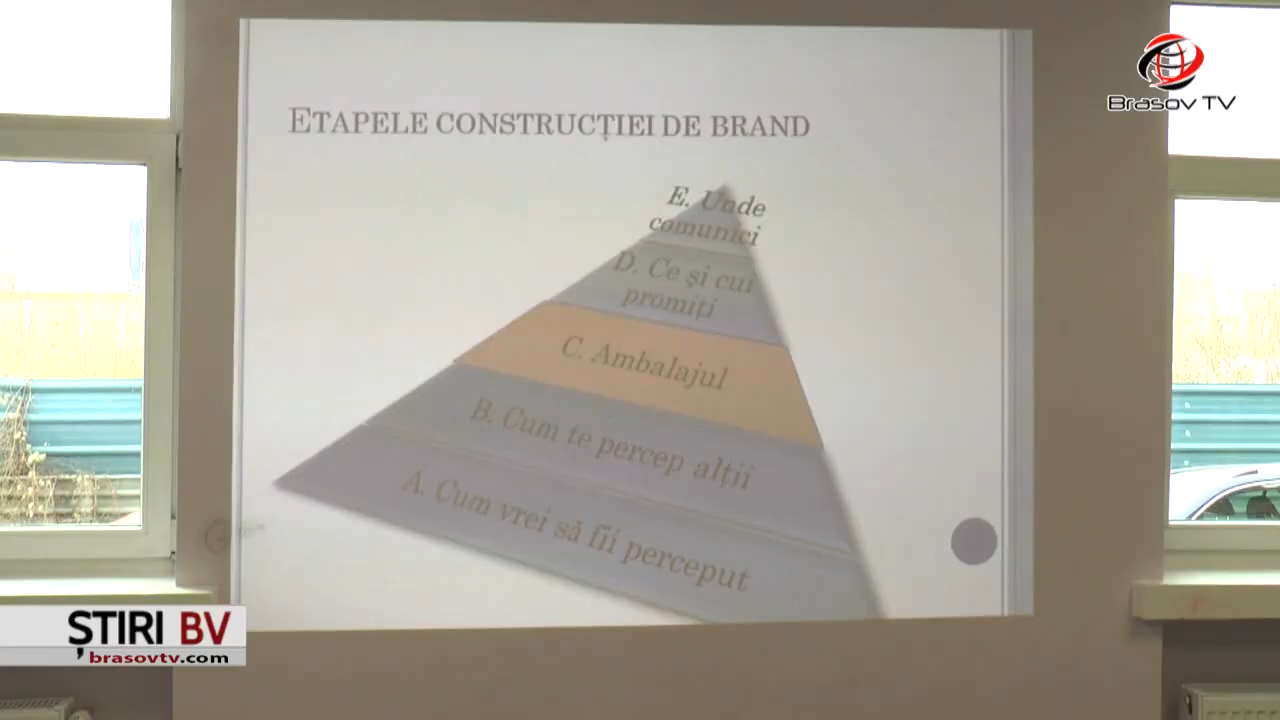 Brasov TV
ETAPELE CONSTRUCȚIEI DE BRAND
E. Unde
comunici
D. Ce și cui
promiți
C. Ambalajul
B. Cum te percep alții
A. Cum vrei să fii perceput
ȘTIRI BV
brasovtv.com